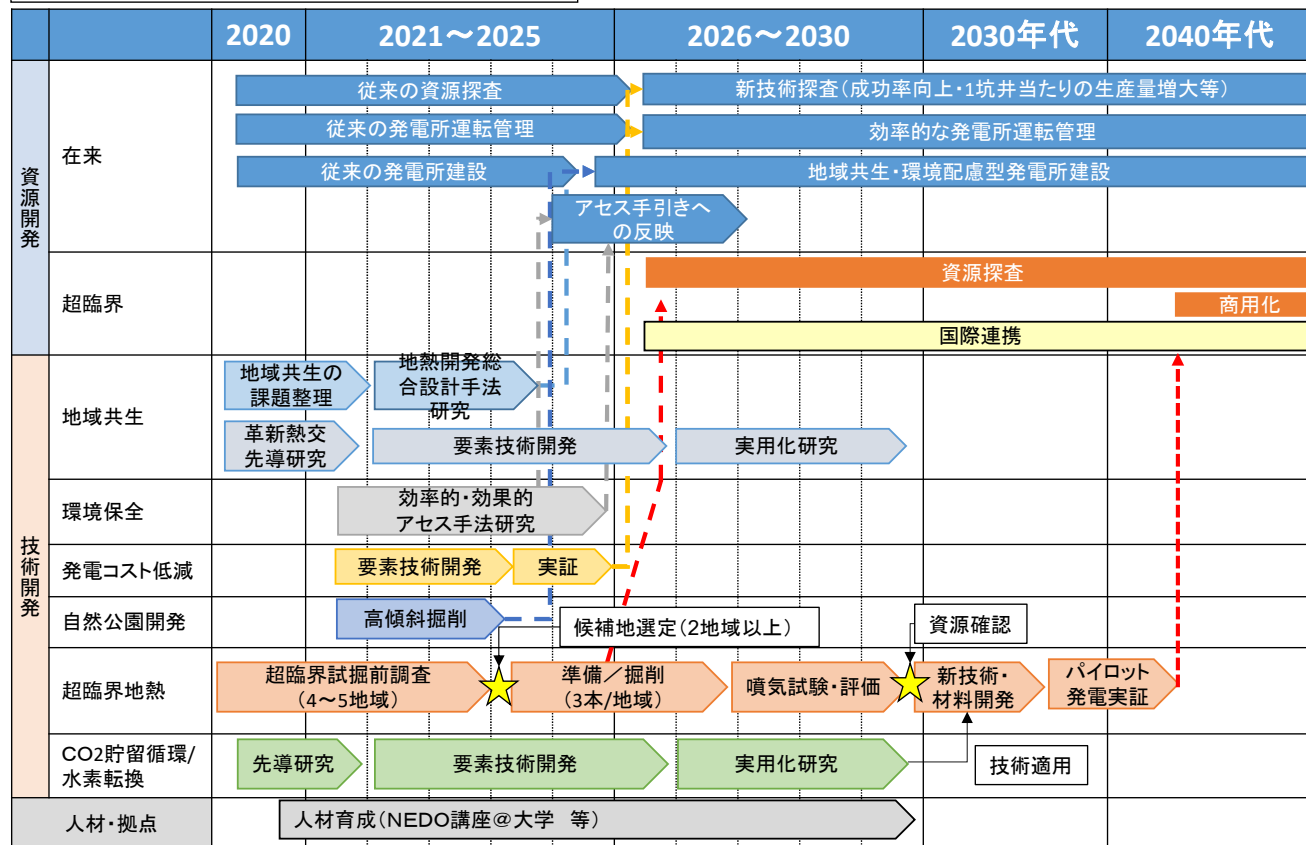 2020
2021～2025
2026～2030
2030年代
2040年代
資源開発
在来
従来の資源探査
新技術探査（成功率向上・1坑井当たりの生産量増大等）
従来の発電所運転管理
効率的な発電所運転管理
従来の発電所建設
地域共生・環境配慮型発電所建設
アセス手引きへ
の反映
超臨界
資源探査
商用化
国際連携
技術開発
地域共生
地域共生の
課題整理
地熱開発総
合設計手法
研究
革新熱交
先導研究
要素技術開発
実用化研究
環境保全
効率的・効果的
アセス手法研究
発電コスト低減
要素技術開発
実証
自然公園開発
高傾斜掘削
候補地選定（2地域以上）
資源確認
超臨界地熱
超臨界試掘前調査
（4～5地域）
準備／掘削
（3本/地域）
噴気試験・評価
新技術・
材料開発
パイロット
発電実証
CO2貯留循環/
水素転換
先導研究
要素技術開発
実用化研究
技術適用
人材・拠点
人材育成（NEDO講座@大学 等）